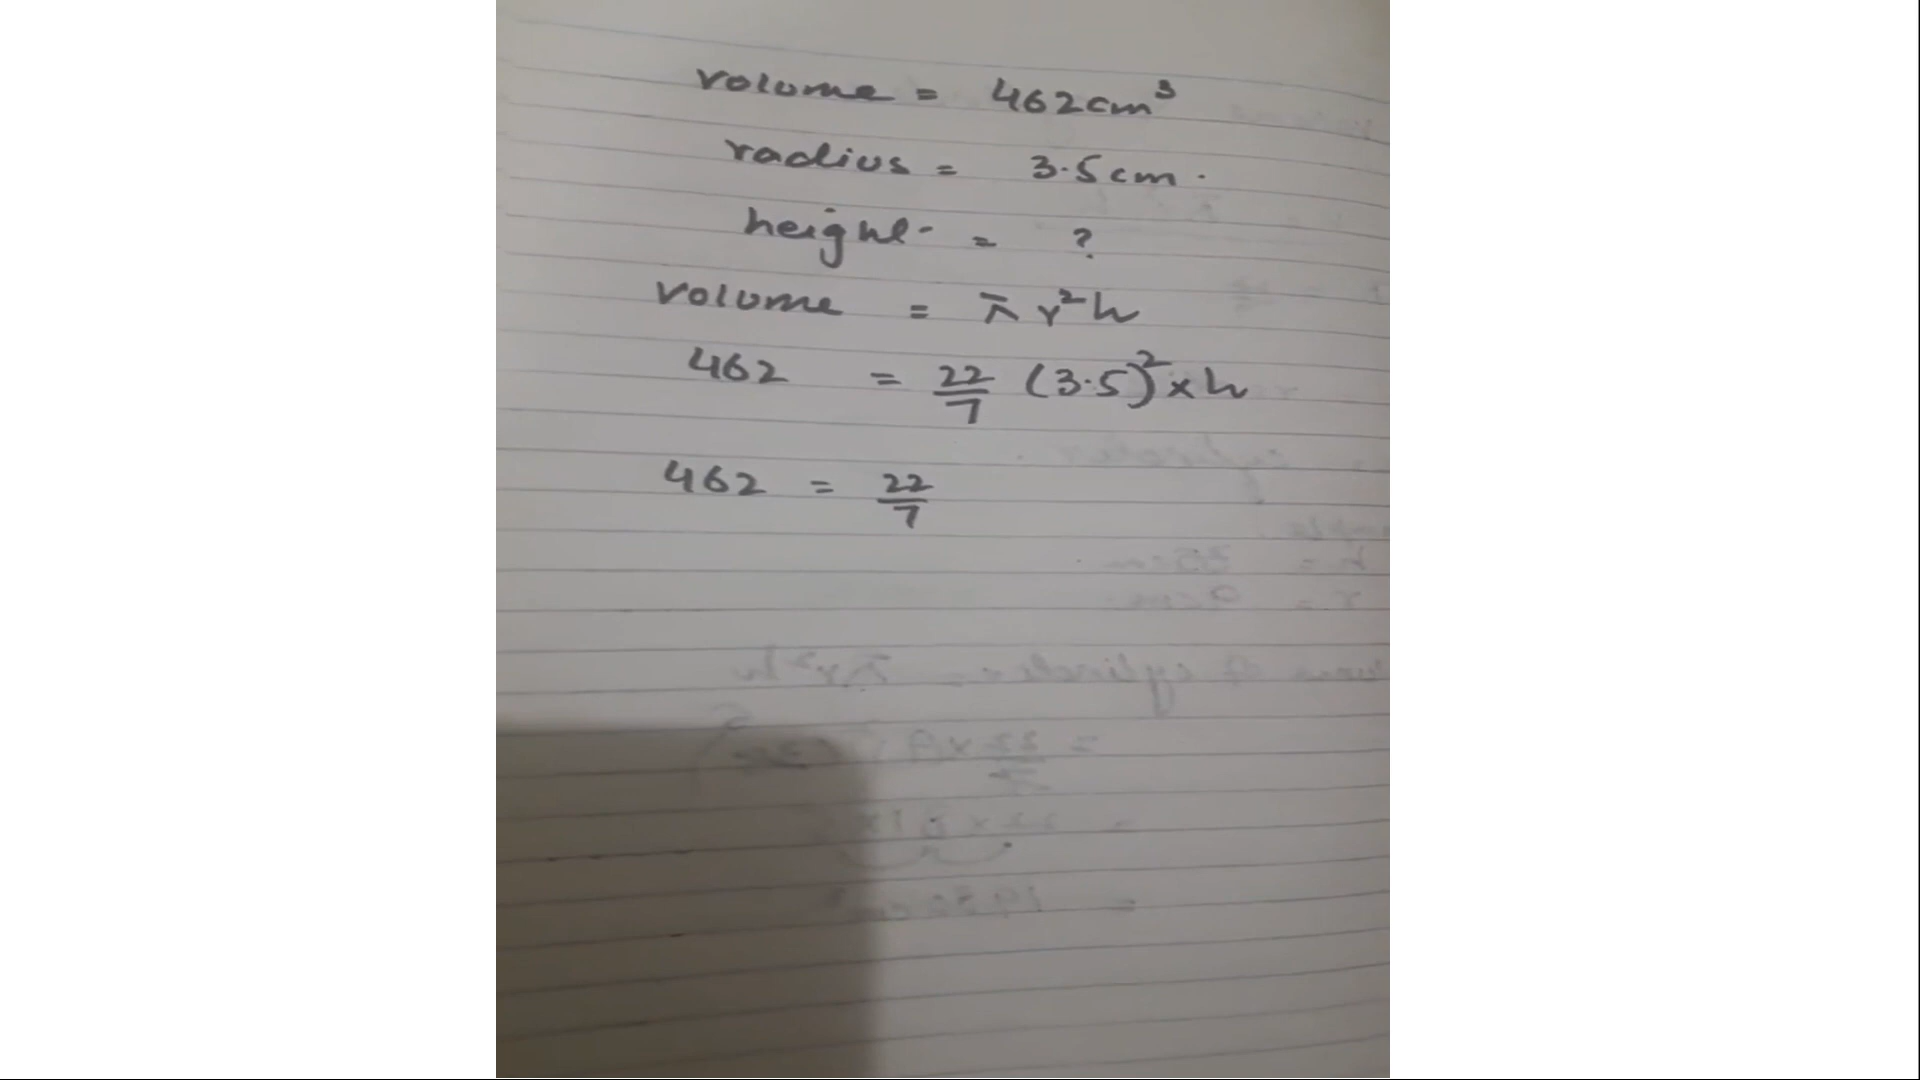 volume = 462cm³
radius = 3.5cm.
height = ?
volume = πr²h
462 = 22/7 (3.5)² × h
462 = 22/7